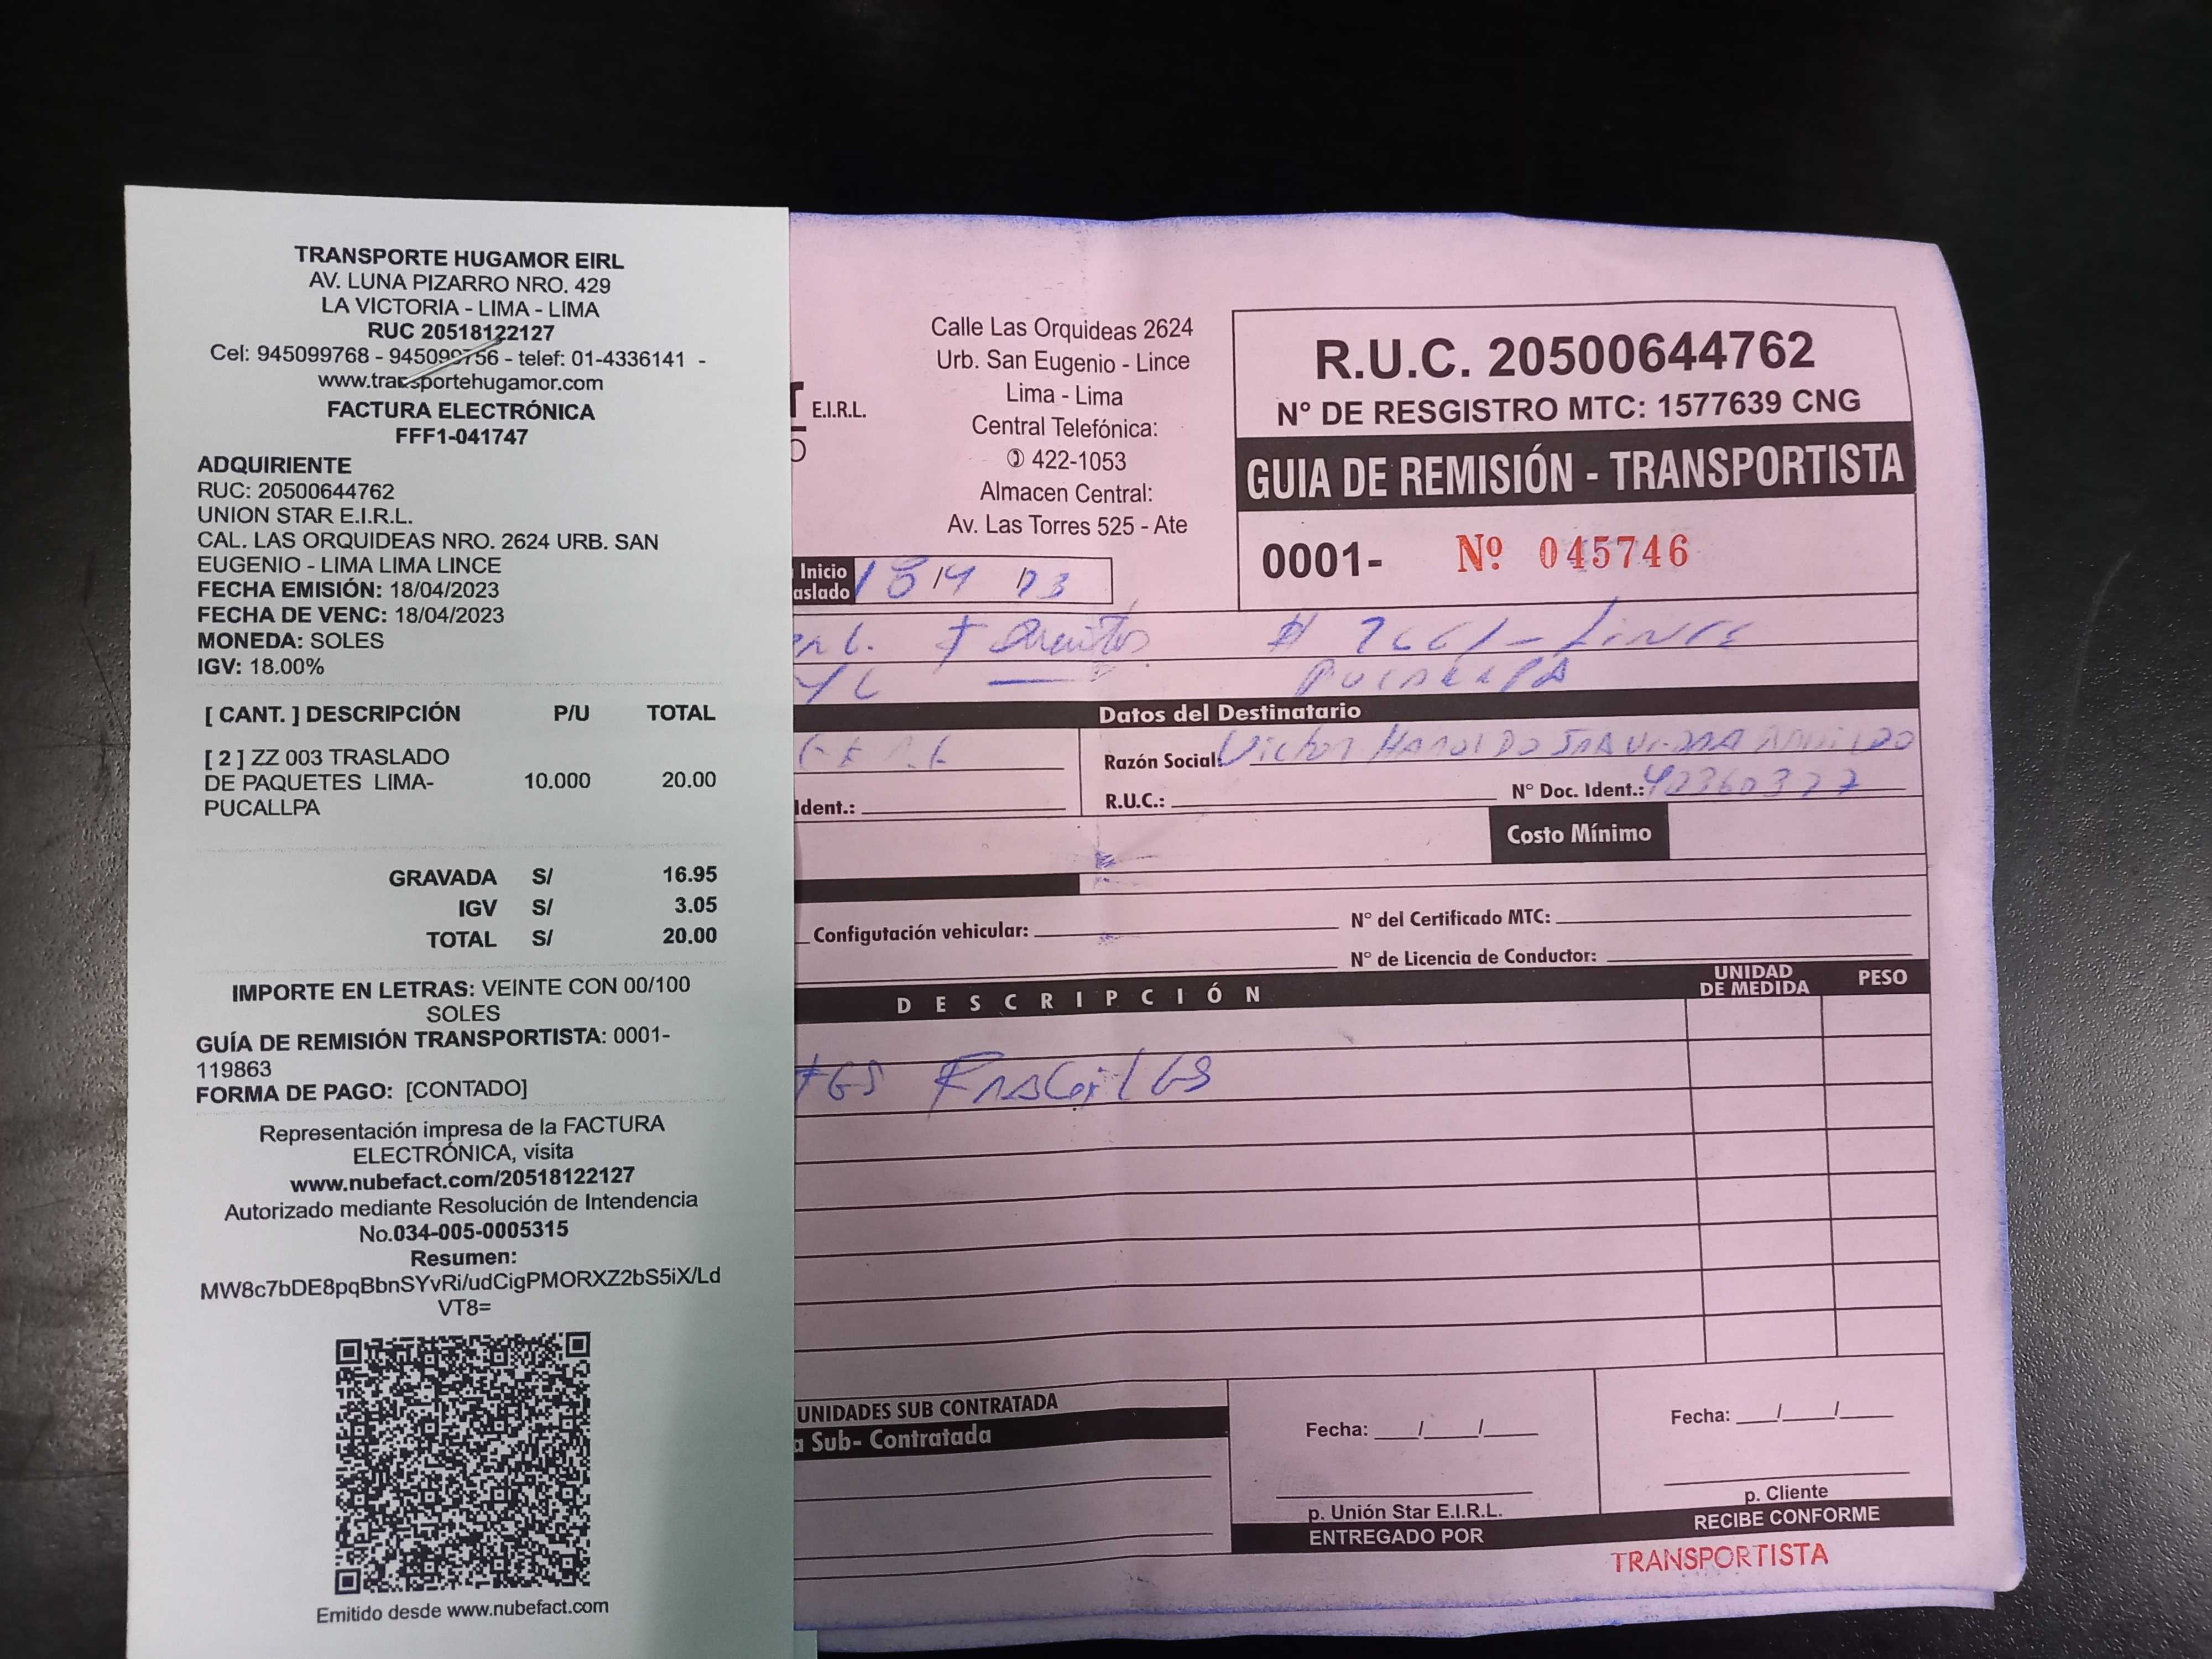 TRANSPORTE HUGAMOR EIRL
AV. LUNA PIZARRO NRO. 429
LA VICTORIA - LIMA - LIMA
RUC 20518122127
Cel: 945099768 - 945099756 - telef: 01-4336141 -
www.transportehugamor.com
FACTURA ELECTRÓNICA
FFF1-041747
ADQUIRIENTE
RUC: 20500644762
UNION STAR E.I.R.L.
CAL. LAS ORQUIDEAS NRO. 2624 URB. SAN
EUGENIO - LIMA LIMA LINCE
FECHA EMISIÓN: 18/04/2023
FECHA DE VENC: 18/04/2023
MONEDA: SOLES
IGV: 18.00%
[ CANT. ] DESCRIPCIÓN P/U TOTAL
[ 2 ] ZZ 003 TRASLADO
DE PAQUETES LIMA- 10.000 20.00
PUCALLPA
GRAVADA S/ 16.95
IGV S/ 3.05
TOTAL S/ 20.00
IMPORTE EN LETRAS: VEINTE CON 00/100
SOLES
GUÍA DE REMISIÓN TRANSPORTISTA: 0001-
119863
FORMA DE PAGO: [CONTADO]
Representación impresa de la FACTURA
ELECTRÓNICA, visita
www.nubefact.com/20518122127
Autorizado mediante Resolución de Intendencia
No.034-005-0005315
Resumen:
MW8c7bDE8pqBbnSYvRi/udCigPMORXZ2bS5iX/Ld
VT8=
Emitido desde www.nubefact.com
E.I.R.L.
Calle Las Orquideas 2624
Urb. San Eugenio - Lince
Lima - Lima
Central Telefónica:
✆ 422-1053
Almacen Central:
Av. Las Torres 525 - Ate
R.U.C. 20500644762
N° DE RESGISTRO MTC: 1577639 CNG
GUIA DE REMISIÓN - TRANSPORTISTA
0001- Nº 045746
Inicio
aslado
Lince
Pucallpa
Datos del Destinatario
Razón Social: Victor Haroldo
Ident.: R.U.C.: N° Doc. Ident.: 42360377
Costo Mínimo
Configutación vehicular: N° del Certificado MTC:
N° de Licencia de Conductor:
DESCRIPCIÓN UNIDAD DE MEDIDA PESO
UNIDADES SUB CONTRATADA
a Sub- Contratada
Fecha: / / Fecha: / /
p. Unión Star E.I.R.L. p. Cliente
ENTREGADO POR RECIBE CONFORME
TRANSPORTISTA